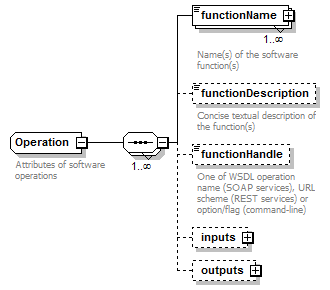 functionName
1..∞
Name(s) of the software
function(s)
functionDescription
Concise textual description of
the function(s)
Operation
Attributes of software
operations
1..∞
functionHandle
One of WSDL operation
name (SOAP services), URL
scheme (REST services) or
option/flag (command-line)
inputs
outputs